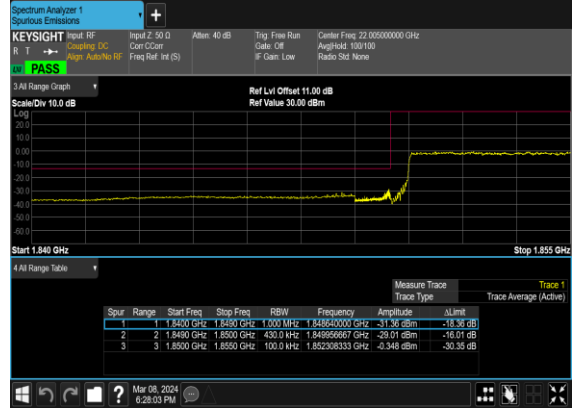 Spectrum Analyzer 1
Spurious Emissions
+
KEYSIGHT Input: RF Input Z: 50 Ω Atten: 40 dB Trig: Free Run Center Freq: 22.005000000 GHz
R T Coupling: DC Corr CCorr Gate: Off Avg|Hold: 100/100
Align: Auto/No RF Freq Ref: Int (S) IF Gain: Low Radio Std: None
PASS
3 All Range Graph
Ref Lvl Offset 11.00 dB
Scale/Div 10.0 dB Ref Value 30.00 dBm
Log
20.0
10.0
0.00
-10.0
-20.0
-30.0
-40.0
-50.0
-60.0
Start 1.840 GHz Stop 1.855 GHz
4 All Range Table
Measure Trace Trace 1
Trace Type Trace Average (Active)
Spur Range Start Freq Stop Freq RBW Frequency Amplitude ΔLimit
1 1 1.8400 GHz 1.8490 GHz 1.000 MHz 1.848640000 GHz -31.36 dBm -18.36 dB
2 2 1.8490 GHz 1.8500 GHz 430.0 kHz 1.849956667 GHz -29.01 dBm -16.01 dB
3 3 1.8500 GHz 1.8550 GHz 100.0 kHz 1.852308333 GHz -0.348 dBm -30.35 dB
? Mar 08, 2024
6:28:03 PM